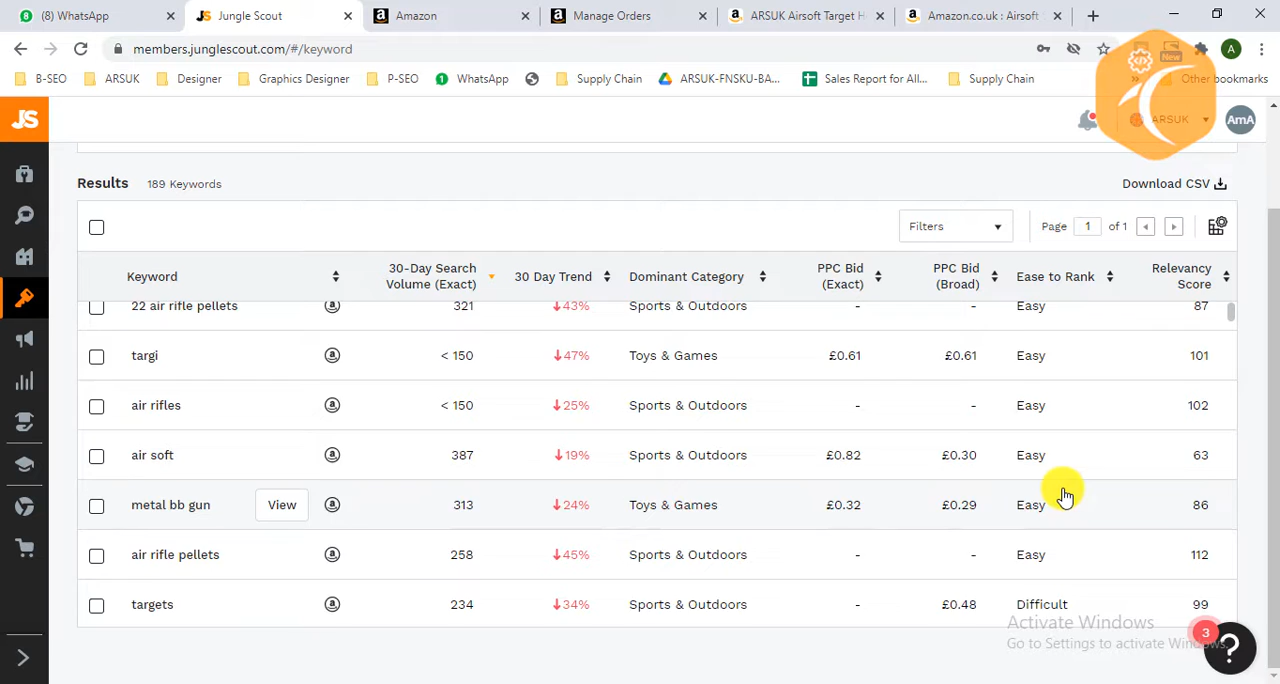 (8) WhatsApp
Jungle Scout
Amazon
Manage Orders
ARSUK Airsoft Target H
Amazon.co.uk : Airsoft
members.junglescout.com/#/keyword
A
B-SEO
ARSUK
Designer
Graphics Designer
P-SEO
WhatsApp
Supply Chain
ARSUK-FNSKU-BA...
Sales Report for All...
Supply Chain
New
Other bookmarks
JS
ARSUK
AmA
Results 189 Keywords
Download CSV
Filters
Page 1 of 1
Keyword
30-Day Search Volume (Exact)
30 Day Trend
Dominant Category
PPC Bid (Exact)
PPC Bid (Broad)
Ease to Rank
Relevancy Score
22 air rifle pellets 321 43% Sports & Outdoors - - Easy 87
targi < 150 47% Toys & Games £0.61 £0.61 Easy 101
air rifles < 150 25% Sports & Outdoors - - Easy 102
air soft 387 19% Sports & Outdoors £0.82 £0.30 Easy 63
metal bb gun View 313 24% Toys & Games £0.32 £0.29 Easy 86
air rifle pellets 258 45% Sports & Outdoors - - Easy 112
targets 234 34% Sports & Outdoors - £0.48 Difficult 99
Activate Windows
Go to Settings to activate Windows.
3
?